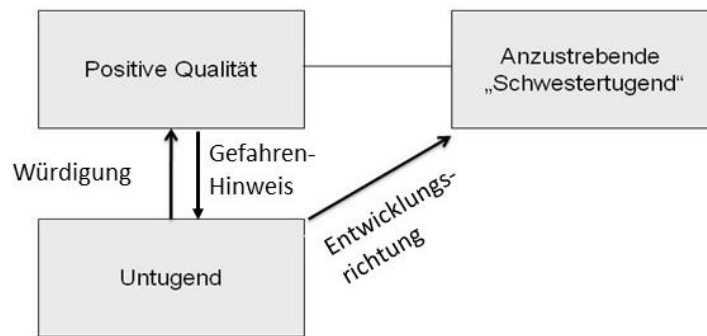 Positive Qualität
Anzustrebende
„Schwestertugend“
Würdigung
Gefahren-
Hinweis
Entwicklungs-
richtung
Untugend